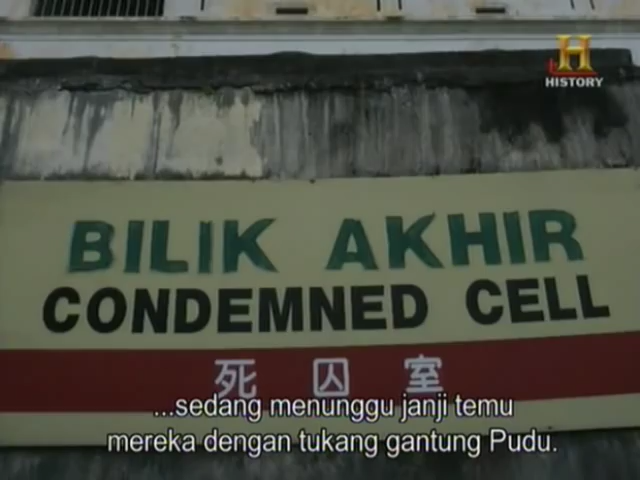 H
HISTORY
BILIK AKHIR
CONDEMNED CELL
死囚室
...sedang menunggu janji temu
mereka dengan tukang gantung Pudu.